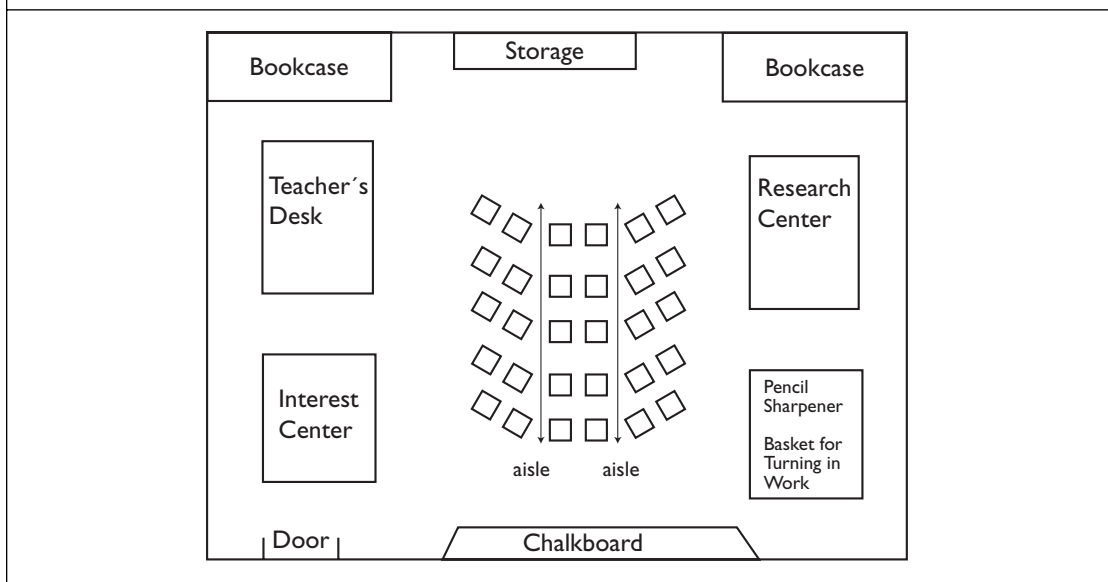 Bookcase
Storage
Bookcase
Teacher´s
Desk
Research
Center
Interest
Center
Pencil
Sharpener
Basket for
Turning in
Work
aisle
aisle
Door
Chalkboard